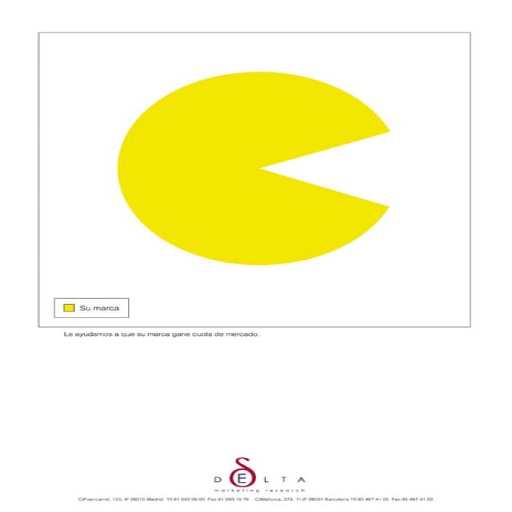 Su marca
Le ayudamos a que su marca gane cuota de mercado.
DELTA
marketing research
C/Fuencarral, 123, 4º 28010 Madrid Tf.91 593 06 60 Fax.91 593 15 76 C/Mallorca, 279, 1º-2ª 08037 Barcelona Tf.93 467 41 05 Fax.93 467 41 03